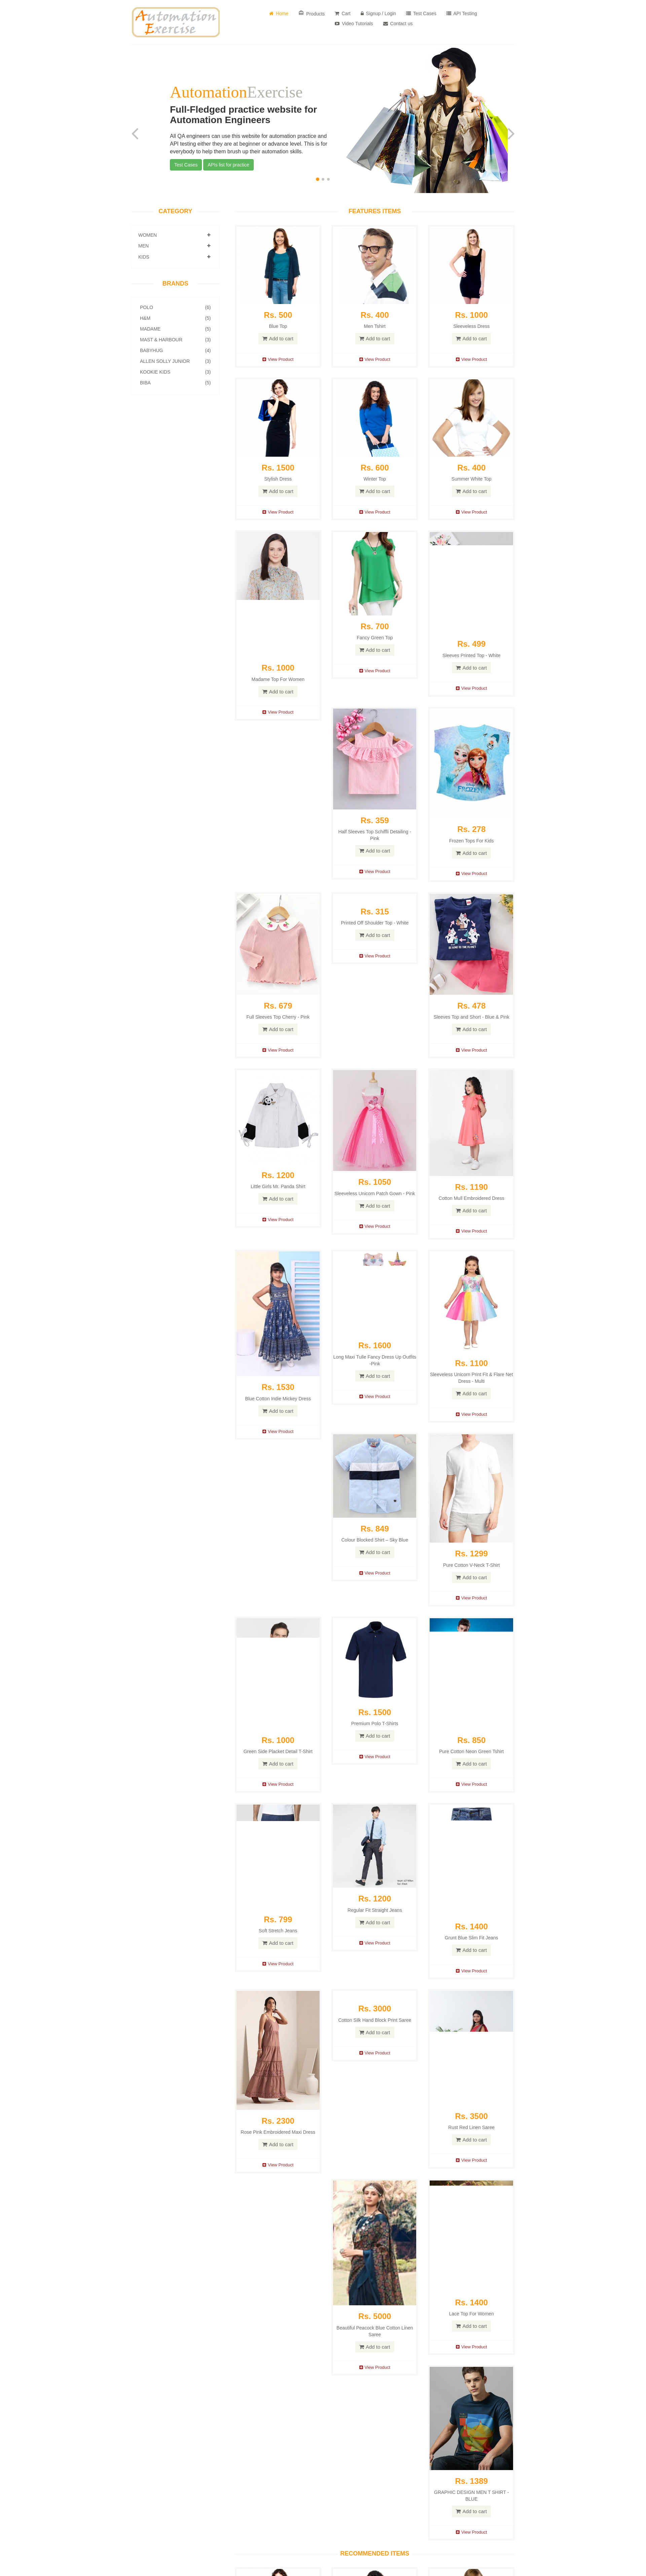 Automation
Exercise
Home
Products
Cart
Signup / Login
Test Cases
API Testing
Video Tutorials
Contact us
AutomationExercise
Full-Fledged practice website for
Automation Engineers
All QA engineers can use this website for automation practice and
API testing either they are at beginner or advance level. This is for
everybody to help them brush up their automation skills.
Test Cases
APIs list for practice
CATEGORY
WOMEN
MEN
KIDS
BRANDS
POLO (6)
H&M (5)
MADAME (5)
MAST & HARBOUR (3)
BABYHUG (4)
ALLEN SOLLY JUNIOR (3)
KOOKIE KIDS (3)
BIBA (5)
FEATURES ITEMS
Rs. 500
Blue Top
Add to cart
View Product
Rs. 400
Men Tshirt
Add to cart
View Product
Rs. 1000
Sleeveless Dress
Add to cart
View Product
Rs. 1500
Stylish Dress
Add to cart
View Product
Rs. 600
Winter Top
Add to cart
View Product
Rs. 400
Summer White Top
Add to cart
View Product
Rs. 1000
Madame Top For Women
Add to cart
View Product
Rs. 700
Fancy Green Top
Add to cart
View Product
Rs. 499
Sleeves Printed Top - White
Add to cart
View Product
Rs. 359
Half Sleeves Top Schiffli Detailing -
Pink
Add to cart
View Product
FROZEN
Rs. 278
Frozen Tops For Kids
Add to cart
View Product
Rs. 679
Full Sleeves Top Cherry - Pink
Add to cart
View Product
Rs. 315
Printed Off Shoulder Top - White
Add to cart
View Product
Rs. 478
Sleeves Top and Short - Blue & Pink
Add to cart
View Product
Rs. 1200
Little Girls Mr. Panda Shirt
Add to cart
View Product
Rs. 1050
Sleeveless Unicorn Patch Gown - Pink
Add to cart
View Product
Rs. 1190
Cotton Mull Embroidered Dress
Add to cart
View Product
Rs. 1530
Blue Cotton Indie Mickey Dress
Add to cart
View Product
Rs. 1600
Long Maxi Tulle Fancy Dress Up Outfits
-Pink
Add to cart
View Product
Rs. 1100
Sleeveless Unicorn Print Fit & Flare Net
Dress - Multi
Add to cart
View Product
Rs. 849
Colour Blocked Shirt – Sky Blue
Add to cart
View Product
Rs. 1299
Pure Cotton V-Neck T-Shirt
Add to cart
View Product
Rs. 1000
Green Side Placket Detail T-Shirt
Add to cart
View Product
Rs. 1500
Premium Polo T-Shirts
Add to cart
View Product
Rs. 850
Pure Cotton Neon Green Tshirt
Add to cart
View Product
Rs. 799
Soft Stretch Jeans
Add to cart
View Product
Rs. 1200
Regular Fit Straight Jeans
Add to cart
View Product
Rs. 1400
Grunt Blue Slim Fit Jeans
Add to cart
View Product
Rs. 2300
Rose Pink Embroidered Maxi Dress
Add to cart
View Product
Rs. 3000
Cotton Silk Hand Block Print Saree
Add to cart
View Product
Rs. 3500
Rust Red Linen Saree
Add to cart
View Product
Rs. 5000
Beautiful Peacock Blue Cotton Linen
Saree
Add to cart
View Product
Rs. 1400
Lace Top For Women
Add to cart
View Product
Rs. 1389
GRAPHIC DESIGN MEN T SHIRT -
BLUE
Add to cart
View Product
RECOMMENDED ITEMS